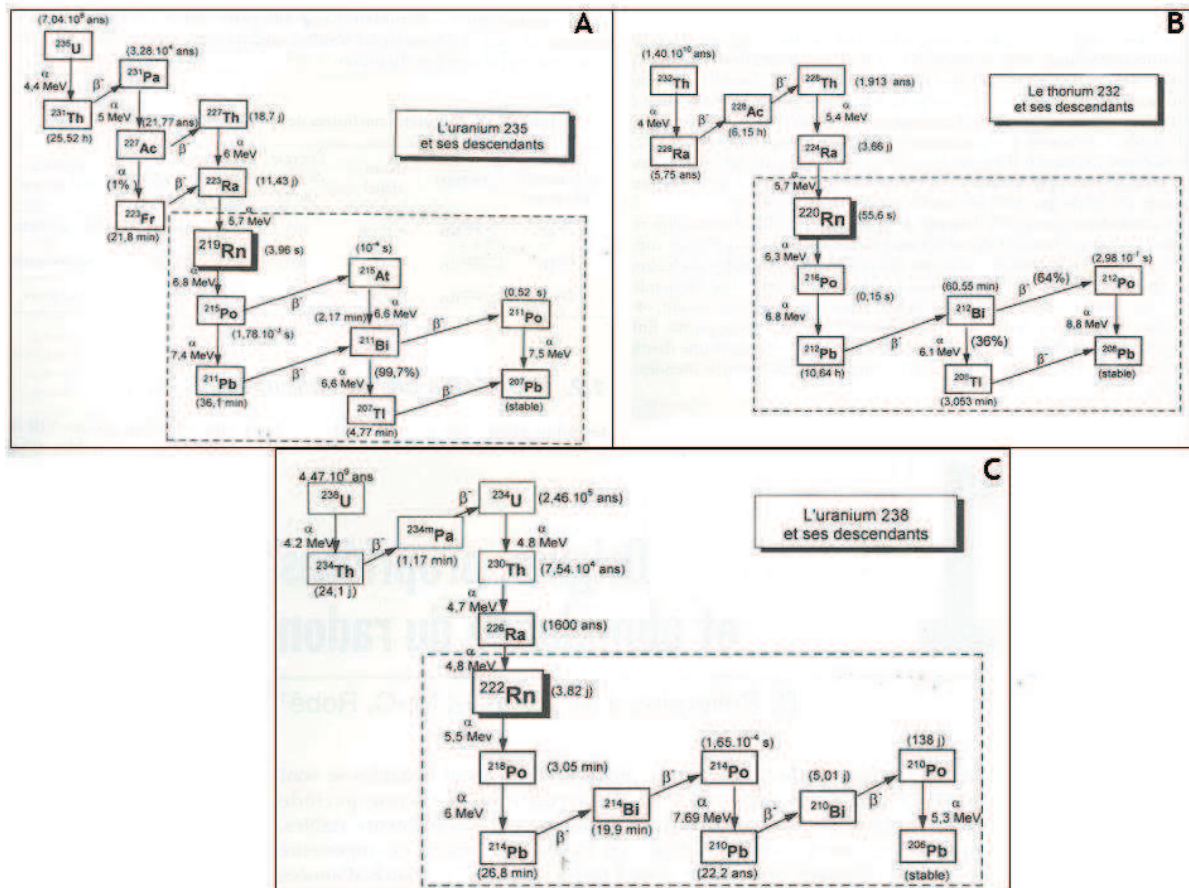 A
(7,04.10⁸ ans)
²³⁵U
(3,28.10⁴ ans)
α
4,4 MeV
β⁻
²³¹Pa
²³¹Th
(25,52 h)
α
5 MeV
(21,77 ans)
²²⁷Th
(18,7 j)
²²⁷Ac
β⁻
α
6 MeV
α
(1%)
β⁻
²²³Ra
(11,43 j)
²²³Fr
(21,8 min)
α
5,7 MeV
L'uranium 235
et ses descendants
²¹⁹Rn
(3,96 s)
(10⁻⁴ s)
²¹⁵At
α
6,8 MeV
β⁻
α
6,6 MeV
(0,52 s)
²¹⁵Po
(1,78.10⁻³ s)
(2,17 min)
²¹¹Bi
β⁻
²¹¹Po
α
7,4 MeV
β⁻
α
7,5 MeV
²¹¹Pb
(36,1 min)
α
6,6 MeV
(99,7%)
β⁻
²⁰⁷Pb
(stable)
²⁰⁷Tl
(4,77 min)
B
(1,40.10¹⁰ ans)
²³²Th
β⁻
²²⁸Th
(1,913 ans)
α
4 MeV
β⁻
²²⁸Ac
(6,15 h)
α
5,4 MeV
²²⁸Ra
(5,75 ans)
²²⁴Ra
(3,66 j)
α
5,7 MeV
Le thorium 232
et ses descendants
²²⁰Rn
(55,6 s)
α
6,3 MeV
²¹⁶Po
(0,15 s)
(60,55 min)
²¹²Bi
β⁻
(64%)
(2,98.10⁻⁷ s)
²¹²Po
α
6.8 MeV
β⁻
α
6.1 MeV
(36%)
β⁻
α
8,8 MeV
²¹²Pb
(10,64 h)
²⁰⁸Pb
(stable)
²⁰⁸Tl
(3,053 min)
C
4,47.10⁹ ans
²³⁸U
β⁻
²³⁴U
(2,46.10⁵ ans)
α
4.2 MeV
β⁻
²³⁴ᵐPa
(1,17 min)
α
4.8 MeV
²³⁴Th
(24,1 j)
²³⁰Th
(7,54.10⁴ ans)
α
4,7 MeV
²²⁶Ra
(1600 ans)
α
4,8 MeV
L'uranium 238
et ses descendants
²²²Rn
(3,82 j)
α
5,5 Mev
²¹⁸Po
(3,05 min)
(1,65.10⁻⁴ s)
²¹⁴Po
(138 j)
²¹⁰Po
α
6 MeV
β⁻
²¹⁴Bi
(19,9 min)
β⁻
α
7.69 MeV
(5,01 j)
²¹⁰Bi
β⁻
β⁻
α
5,3 MeV
²¹⁴Pb
(26,8 min)
²¹⁰Pb
(22,2 ans)
²⁰⁶Pb
(stable)